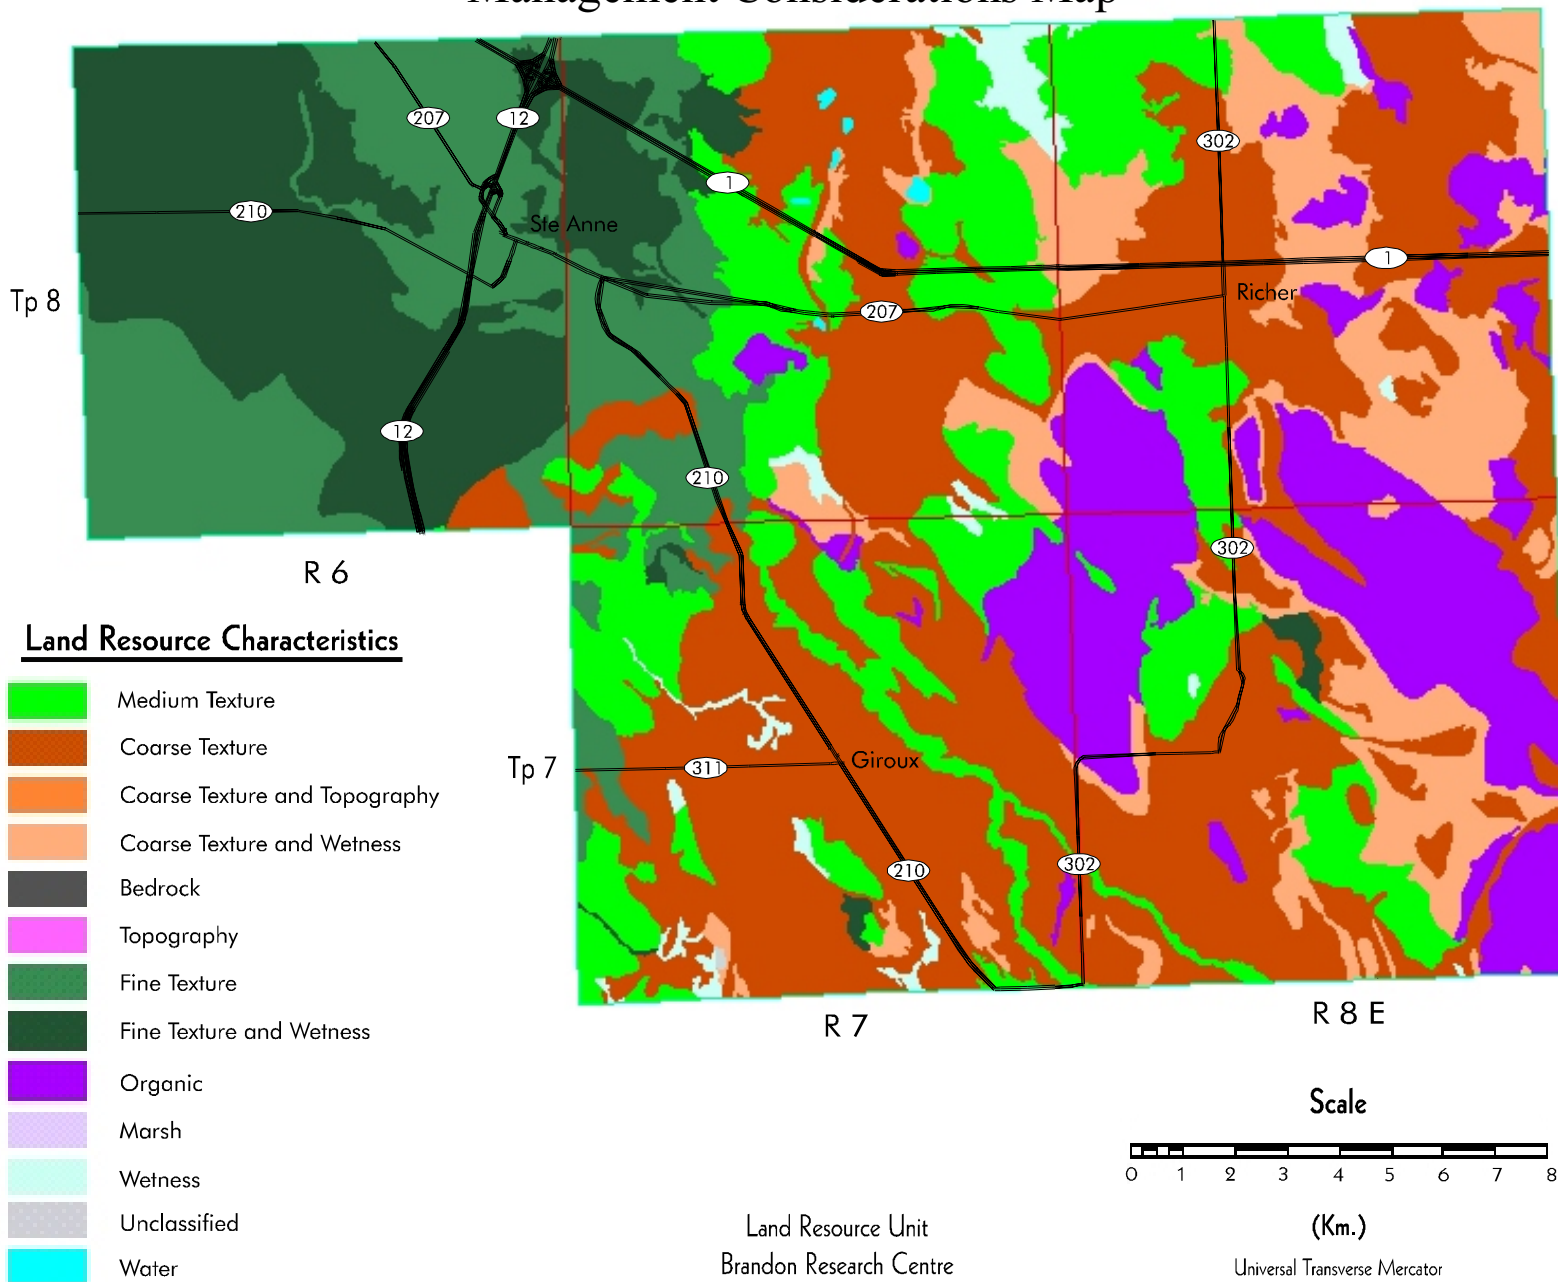 Management Considerations Map
207
12
302
1
210
Ste Anne
1
Tp 8
Richer
207
12
210
302
R 6
Land Resource Characteristics
Medium Texture
Coarse Texture
Tp 7
311
Giroux
Coarse Texture and Topography
Coarse Texture and Wetness
302
210
Bedrock
Topography
Fine Texture
R 7
R 8 E
Fine Texture and Wetness
Organic
Marsh
Wetness
Unclassified
Water
Scale
0 1 2 3 4 5 6 7 8
(Km.)
Land Resource Unit
Brandon Research Centre
Universal Transverse Mercator